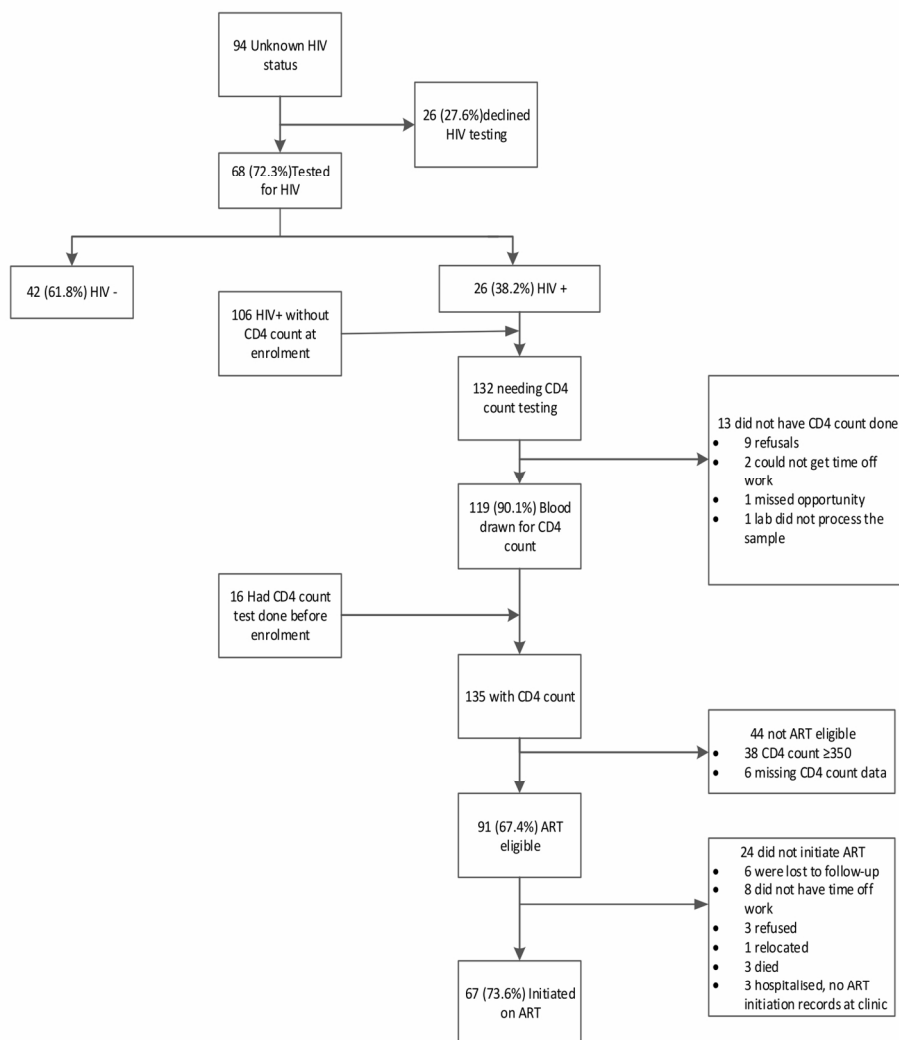 94 Unknown HIV
status
26 (27.6%)declined
HIV testing
68 (72.3%)Tested
for HIV
42 (61.8%) HIV -
26 (38.2%) HIV +
106 HIV+ without
CD4 count at
enrolment
132 needing CD4
count testing
13 did not have CD4 count done
• 9 refusals
• 2 could not get time off
work
• 1 missed opportunity
• 1 lab did not process the
sample
119 (90.1%) Blood
drawn for CD4
count
16 Had CD4 count
test done before
enrolment
135 with CD4 count
44 not ART eligible
• 38 CD4 count ≥350
• 6 missing CD4 count data
91 (67.4%) ART
eligible
24 did not initiate ART
• 6 were lost to follow-up
• 8 did not have time off
work
• 3 refused
• 1 relocated
• 3 died
• 3 hospitalised, no ART
initiation records at clinic
67 (73.6%) Initiated
on ART